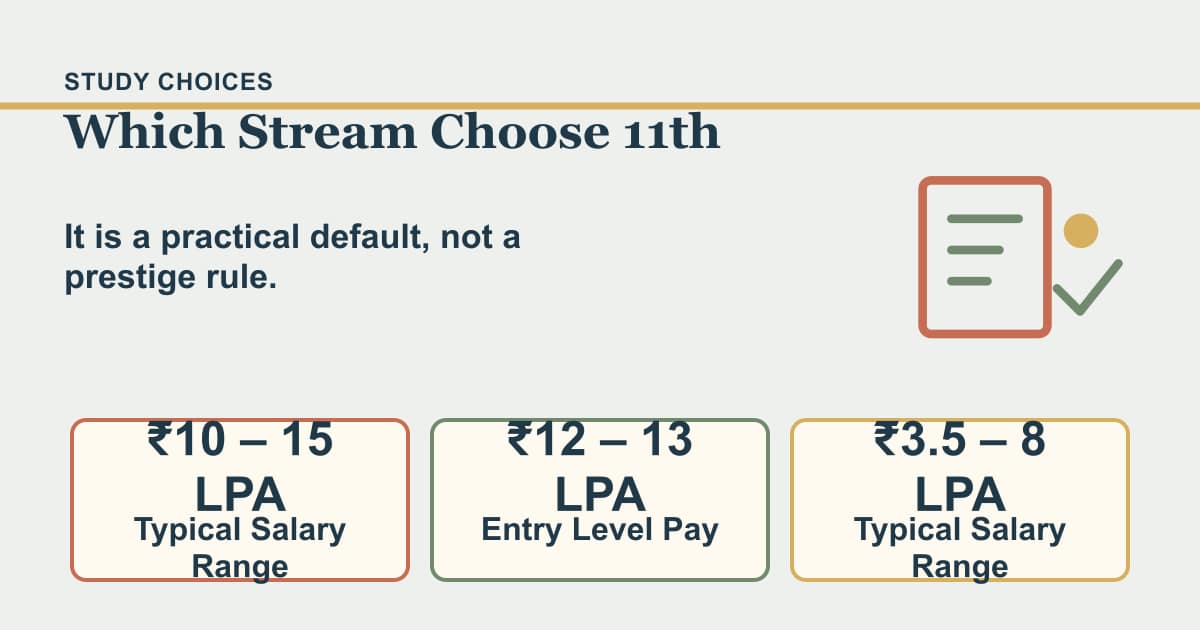 STUDY CHOICES
Which Stream Choose 11th
It is a practical default, not a
prestige rule.
₹10 – 15
LPA
Typical Salary
Range
₹12 – 13
LPA
Entry Level Pay
₹3.5 – 8
LPA
Typical Salary
Range